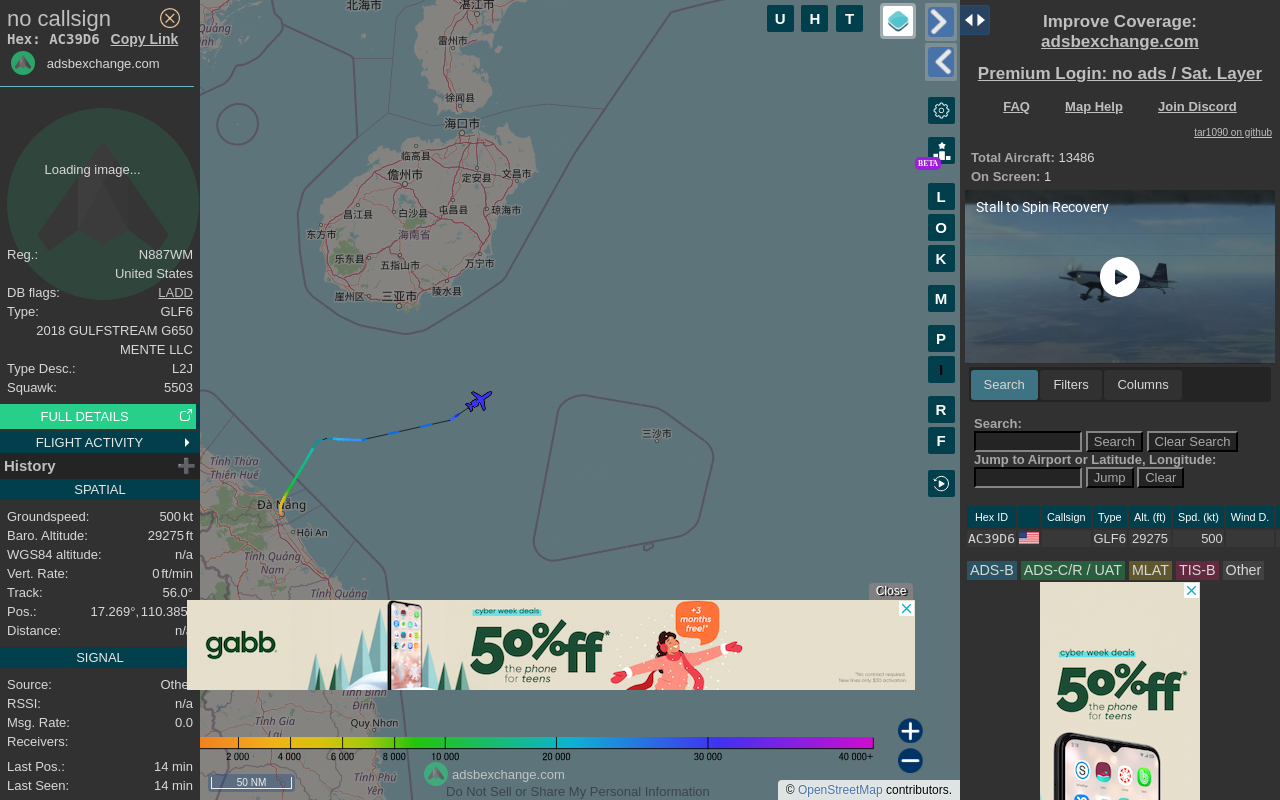 no callsign
Hex: AC39D6 Copy Link
adsbexchange.com
Loading image...
Reg.: N887WM
United States
DB flags: LADD
Type: GLF6
2018 GULFSTREAM G650
MENTE LLC
Type Desc.: L2J
Squawk: 5503
FULL DETAILS
FLIGHT ACTIVITY
History
SPATIAL
Groundspeed: 500 kt
Baro. Altitude: 29275 ft
WGS84 altitude: n/a
Vert. Rate: 0 ft/min
Track: 56.0°
Pos.: 17.269°, 110.385
Distance: n/
SIGNAL
Source: Othe
RSSI: n/a
Msg. Rate: 0.0
Receivers:
Last Pos.: 14 min
Last Seen: 14 min
北海市
湛江市
雷州市
徐闻县
海口市
临高县
儋州市
文昌市
定安县
昌江县
白沙县
屯昌县
琼海市
东方市
海南省
乐东县
五指山市
万宁市
崖州区
三亚市
陵水县
三沙市
Quảng
Tỉnh Thừa
Thiên Huế
Đà Nẵng
Hội An
Tỉnh Quảng
Nam
Tỉnh Quảng
Tỉnh Bình
Định
Tỉnh Gia
Lai
Quy Nhơn
Tỉnh Phú
Yên
U H T
BETA
L
O
K
M
P
I
R
F
Close
gabb
cyber week deals
50%off*
the phone
for teens
+3
months
free!*
*No contract required.
New lines only. $30 activation
2 000 4 000 6 000 8 000 10 000 20 000 30 000 40 000+
50 NM
adsbexchange.com
Do Not Sell or Share My Personal Information
© OpenStreetMap contributors.
Improve Coverage:
adsbexchange.com
Premium Login: no ads / Sat. Layer
FAQ Map Help Join Discord
tar1090 on github
Total Aircraft: 13486
On Screen: 1
Stall to Spin Recovery
Search Filters Columns
Search:
Search Clear Search
Jump to Airport or Latitude, Longitude:
Jump Clear
Hex ID Callsign Type Alt. (ft) Spd. (kt) Wind D.
AC39D6 GLF6 29275 500
ADS-B ADS-C/R / UAT MLAT TIS-B Other
cyber week deals
50%off*
the phone
for teens